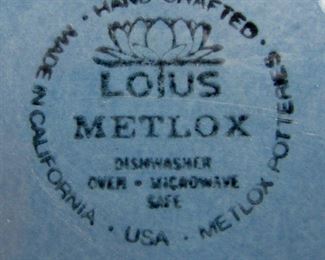 · HAND CRAFTED ·
LOTUS
METLOX
DISHWASHER
OVEN · MICROWAVE
SAFE
MADE IN CALIFORNIA · USA · METLOX POTTERIES